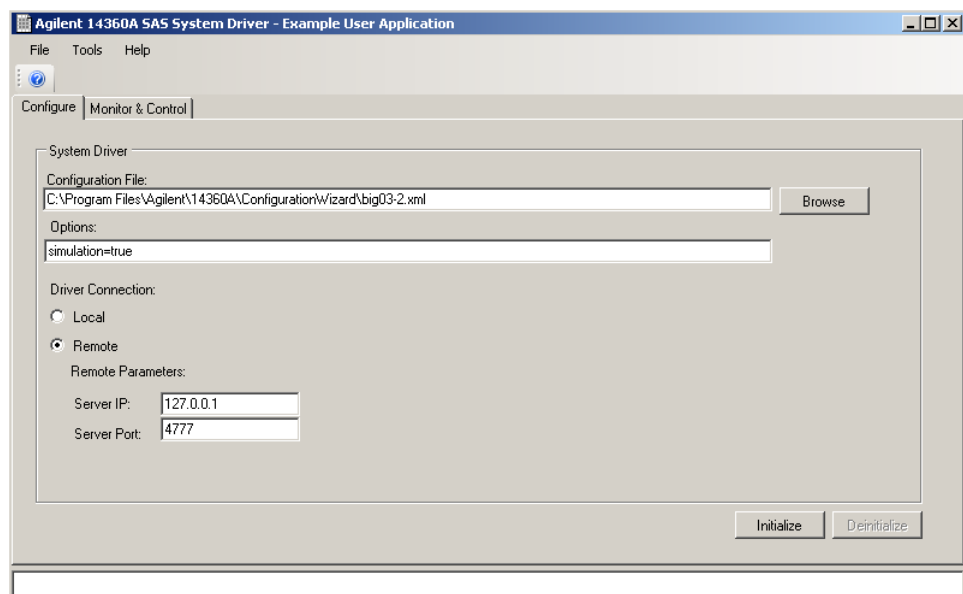 Agilent 14360A SAS System Driver - Example User Application
File Tools Help
Configure Monitor & Control
System Driver
Configuration File:
C:\Program Files\Agilent\14360A\ConfigurationWizard\big03-2.xml Browse
Options:
simulation=true
Driver Connection:
Local
Remote
Remote Parameters:
Server IP: 127.0.0.1
Server Port: 4777
Initialize Deinitialize